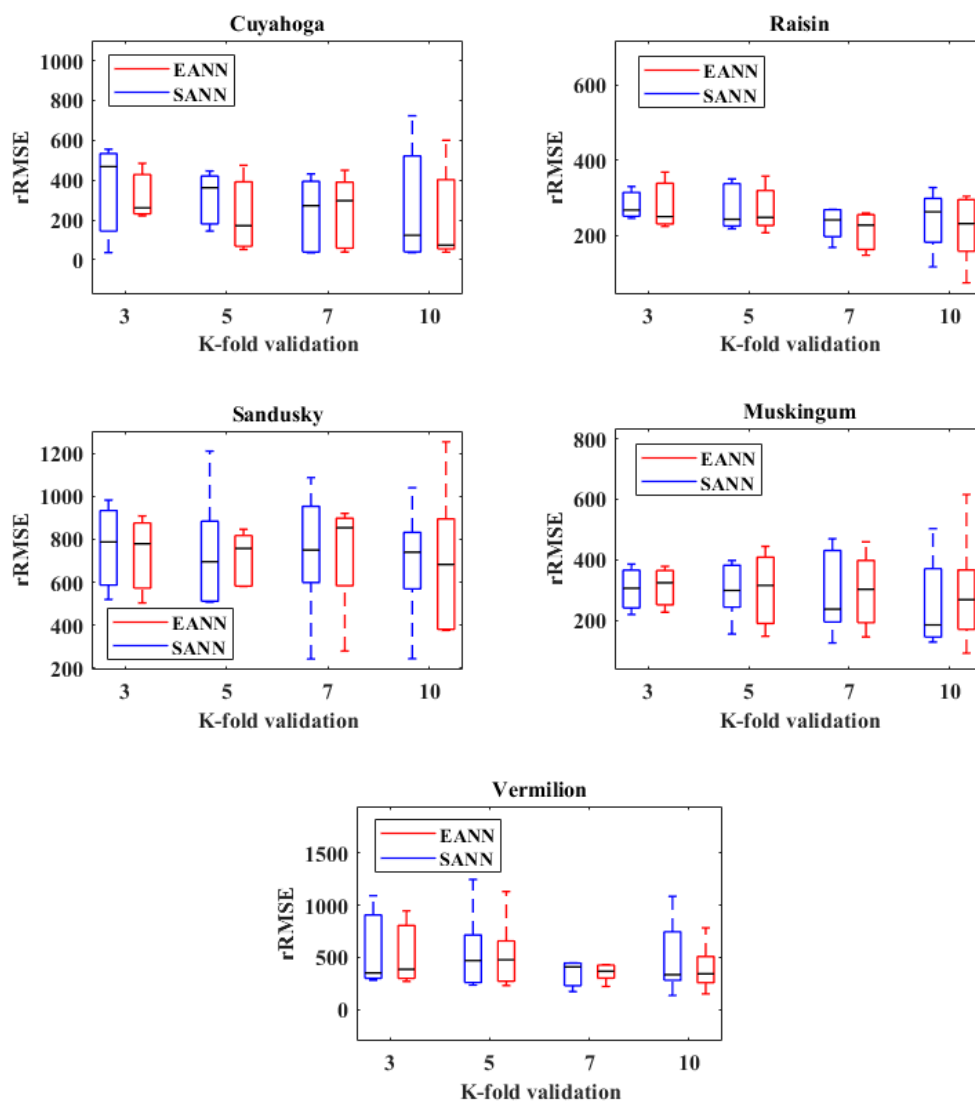 Cuyahoga
1000
800
600
400
200
0
rRMSE
EANN
SANN
3 5 7 10
K-fold validation
Raisin
600
400
200
rRMSE
EANN
SANN
3 5 7 10
K-fold validation
Sandusky
1200
1000
800
600
400
200
rRMSE
EANN
SANN
3 5 7 10
K-fold validation
Muskingum
800
600
400
200
rRMSE
EANN
SANN
3 5 7 10
K-fold validation
Vermilion
1500
1000
500
0
rRMSE
EANN
SANN
3 5 7 10
K-fold validation